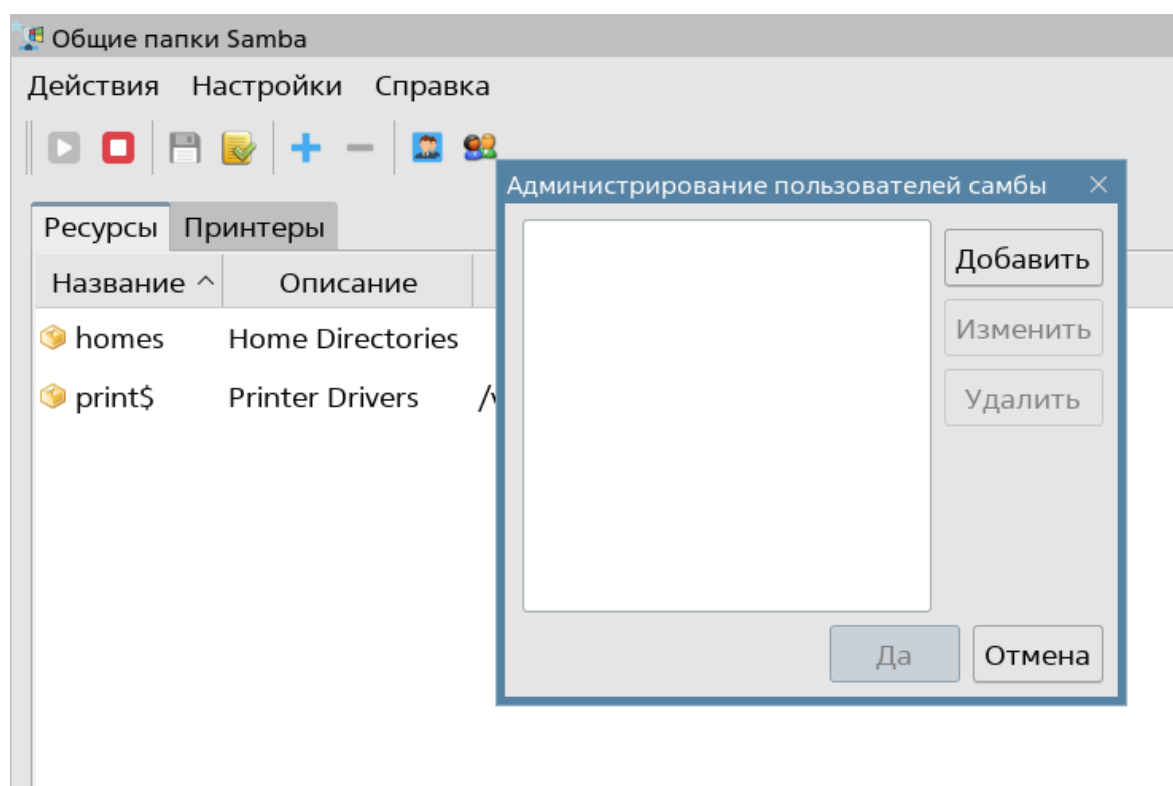 Общие папки Samba
Действия Настройки Справка
Администрирование пользователей самбы
Ресурсы Принтеры
Добавить
Название Описание
Изменить
homes Home Directories
print$ Printer Drivers
Удалить
Да Отмена